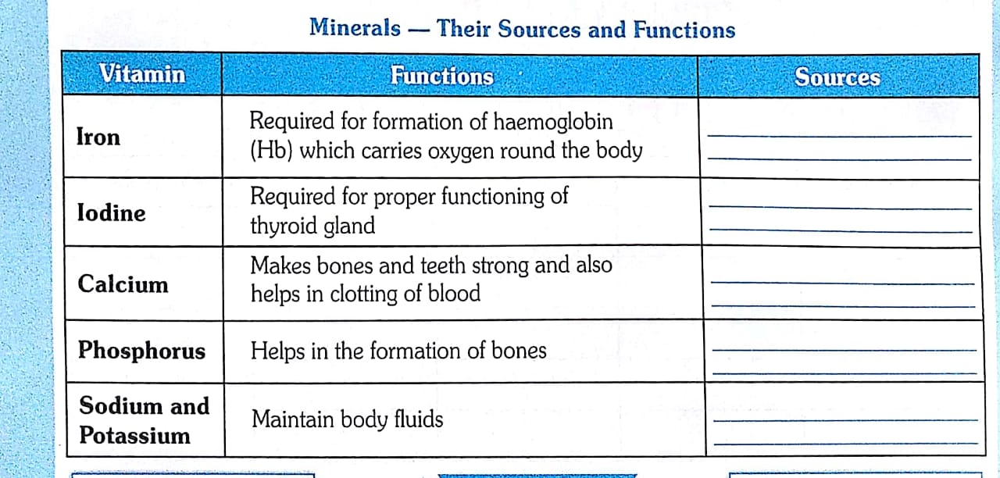 Minerals — Their Sources and Functions
Vitamin Functions Sources
Iron
Required for formation of haemoglobin
(Hb) which carries oxygen round the body
Iodine
Required for proper functioning of
thyroid gland
Calcium
Makes bones and teeth strong and also
helps in clotting of blood
Phosphorus
Helps in the formation of bones
Sodium and
Potassium
Maintain body fluids